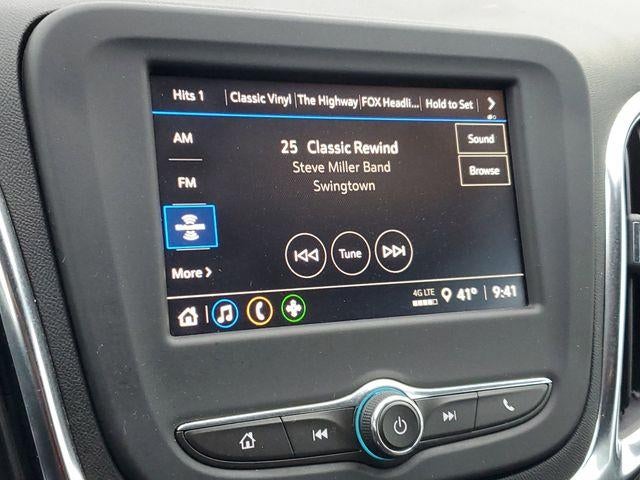 Hits 1 | Classic Vinyl | The Highway | FOX Headli... | Hold to Set
AM
FM
SiriusXM
More
25 Classic Rewind
Steve Miller Band
Swingtown
Sound
Browse
Tune
4G LTE 41° 9:41